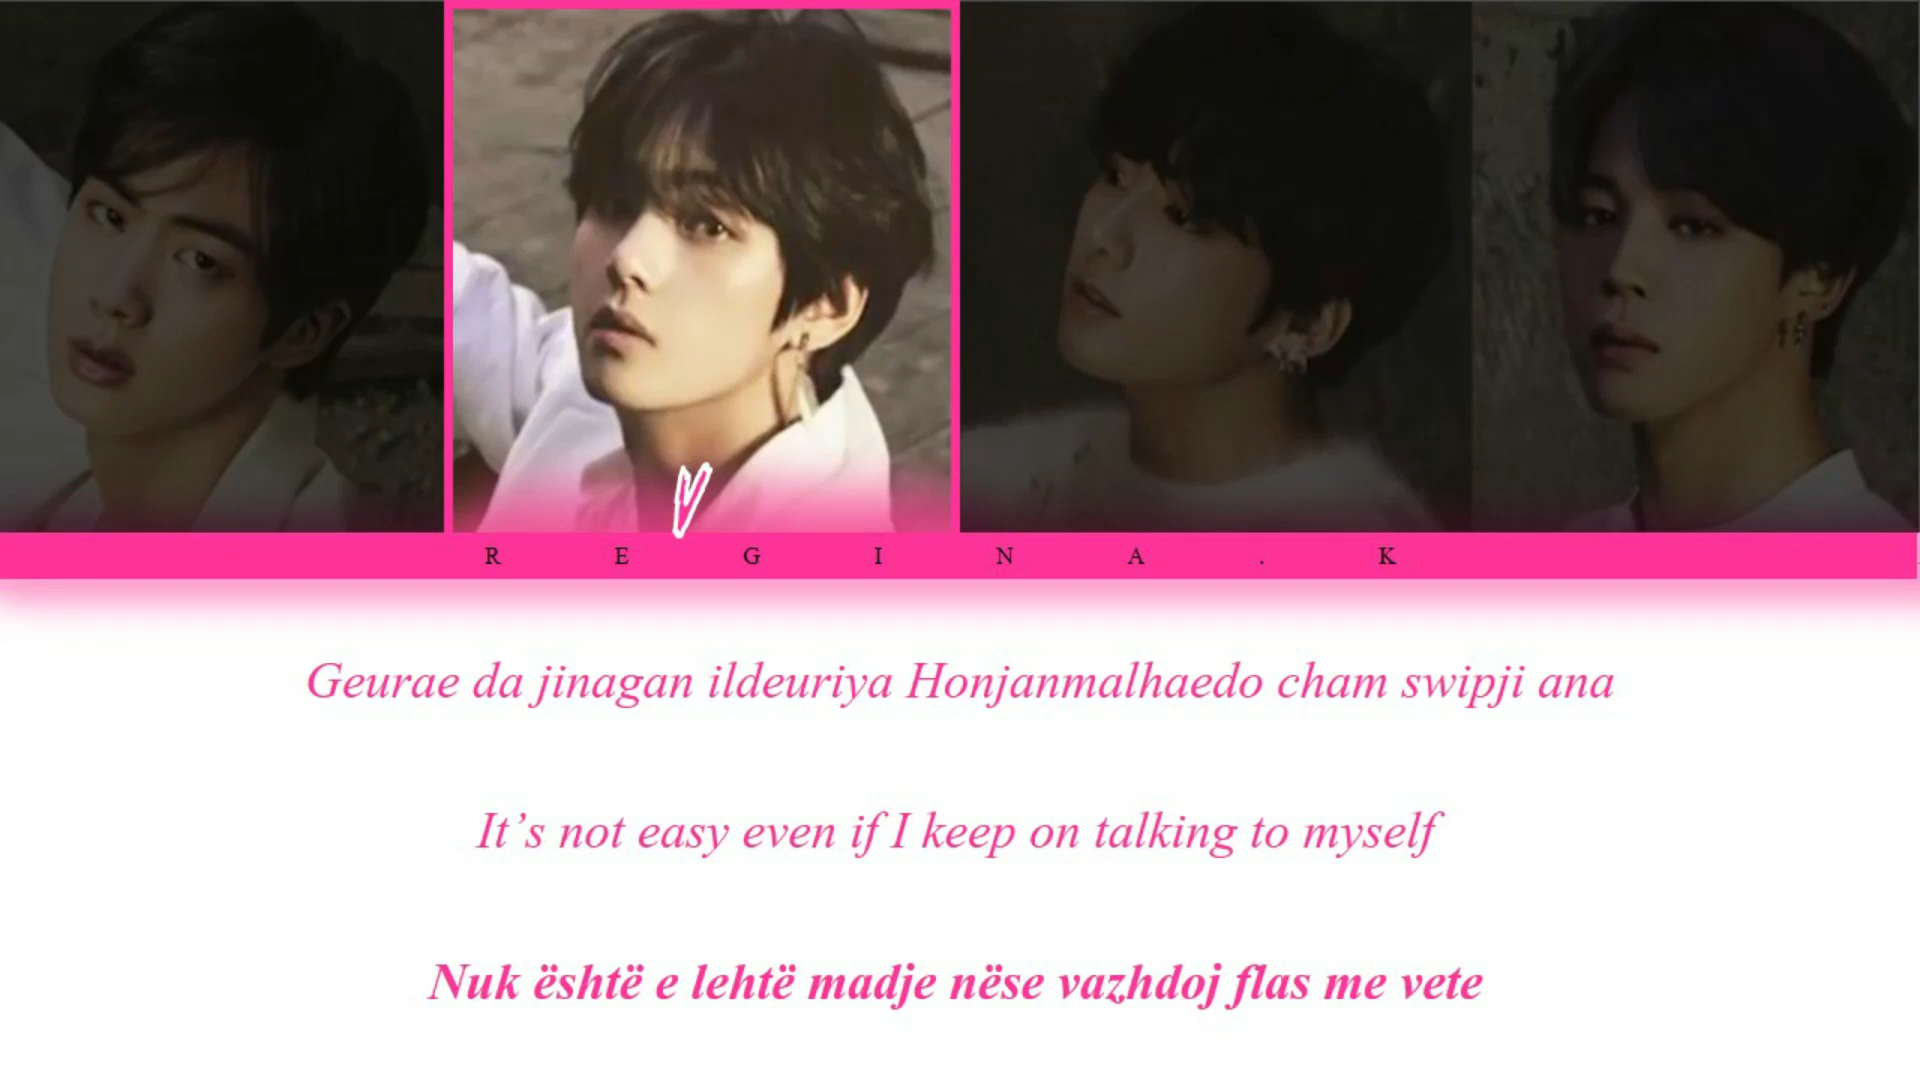 V
R E G I N A . K
Geurae da jinagan ildeuriya Honjanmalhaedo cham swipji ana
It’s not easy even if I keep on talking to myself
Nuk është e lehtë madje nëse vazhdoj flas me vete